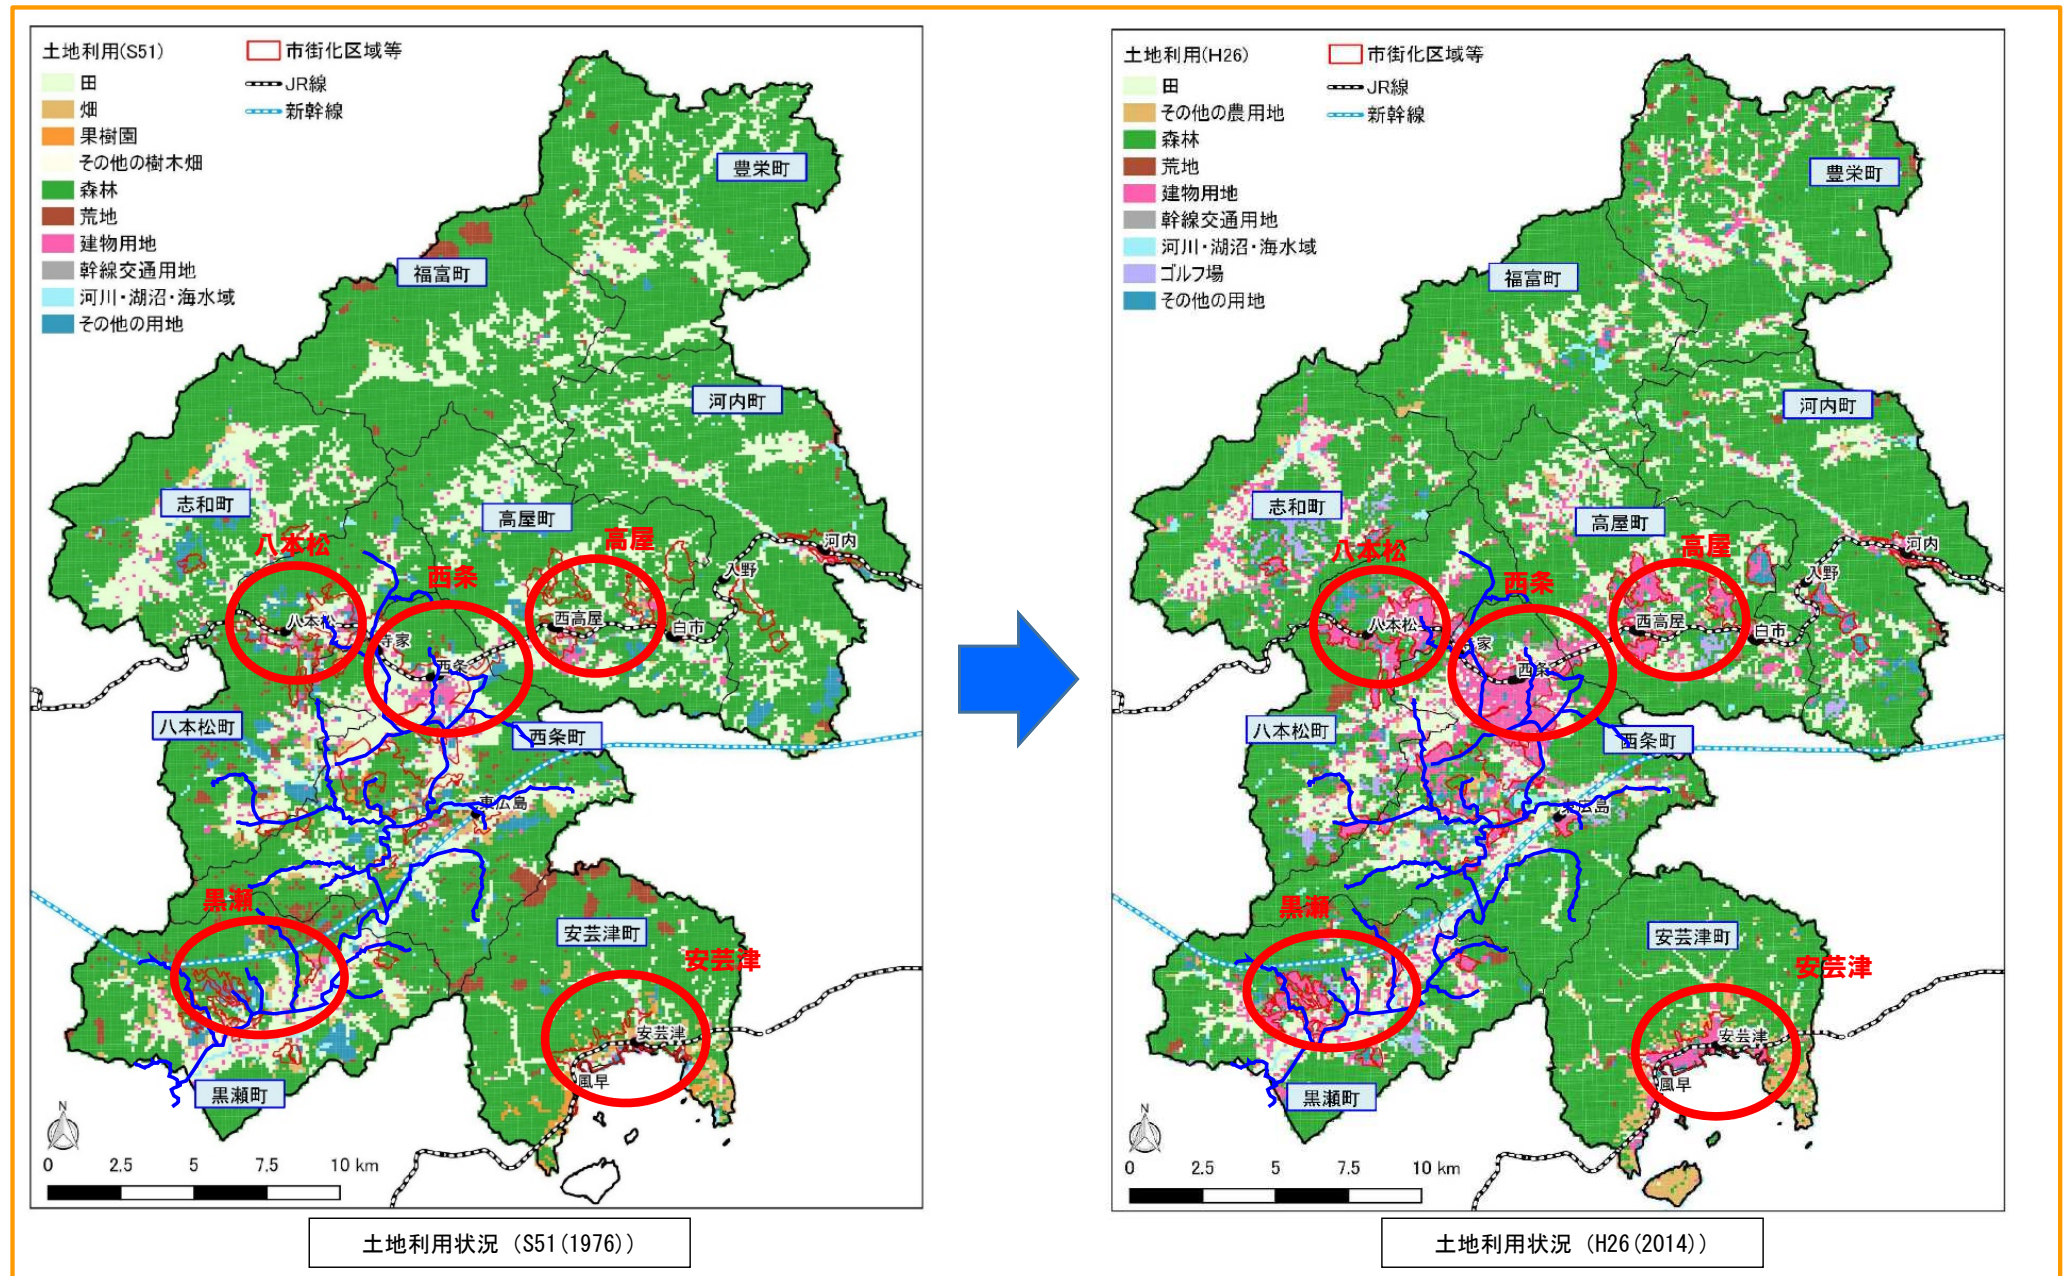 土地利用(S51)
田
畑
果樹園
その他の樹木畑
森林
荒地
建物用地
幹線交通用地
河川・湖沼・海水域
その他の用地
市街化区域等
JR線
新幹線
豊栄町
福富町
河内町
志和町
高屋町
八本松
西条
高屋
河内
入野
八本松
寺家
西条
西高屋
白市
八本松町
西条町
東広島
黒瀬
安芸津町
安芸津
安芸津
風早
黒瀬町
N
0 2.5 5 7.5 10 km
土地利用状況（S51(1976)）
土地利用(H26)
田
その他の農用地
森林
荒地
建物用地
幹線交通用地
河川・湖沼・海水域
ゴルフ場
その他の用地
市街化区域等
JR線
新幹線
豊栄町
福富町
河内町
志和町
高屋町
八本松
西条
高屋
河内
入野
八本松
家
西条
西高屋
白市
八本松町
西条町
東広島
黒瀬
安芸津町
安芸津
安芸津
風早
黒瀬町
N
0 2.5 5 7.5 10 km
土地利用状況（H26(2014)）